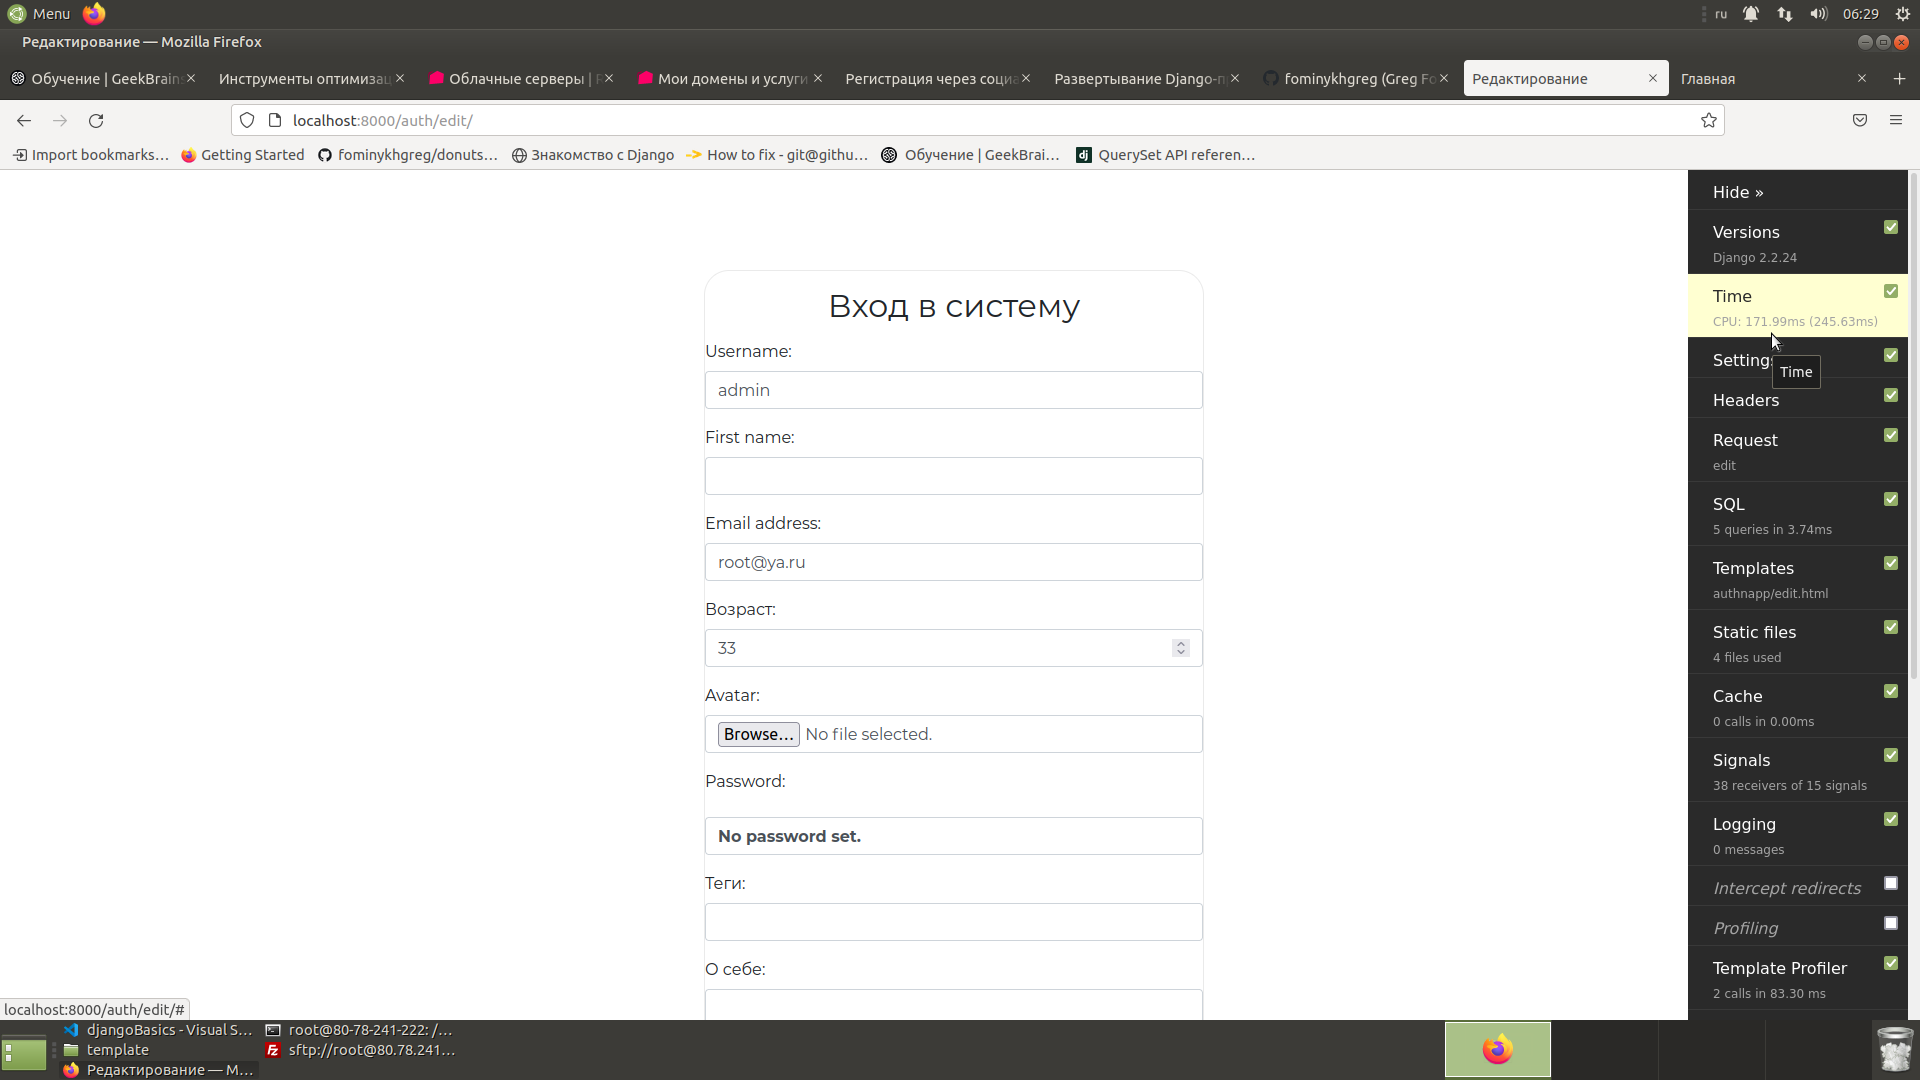 Menu
ru
06:29
Редактирование — Mozilla Firefox
Обучение | GeekBrain
Инструменты оптимизац
Облачные серверы |
Мои домены и услуги
Регистрация через социа
Развертывание Django-п
fominykhgreg (Greg Fo
Редактирование
Главная
localhost:8000/auth/edit/
Import bookmarks...
Getting Started
fominykhgreg/donuts...
Знакомство с Django
How to fix - git@githu...
Обучение | GeekBrai...
QuerySet API referen...
Вход в систему
Username:
admin
First name:
Email address:
root@ya.ru
Возраст:
33
Avatar:
Browse...
No file selected.
Password:
No password set.
Теги:
О себе:
Hide »
Versions
Django 2.2.24
Time
CPU: 171.99ms (245.63ms)
Settings
Time
Headers
Request
edit
SQL
5 queries in 3.74ms
Templates
authnapp/edit.html
Static files
4 files used
Cache
0 calls in 0.00ms
Signals
38 receivers of 15 signals
Logging
0 messages
Intercept redirects
Profiling
Template Profiler
2 calls in 83.30 ms
localhost:8000/auth/edit/#
djangoBasics - Visual S...
root@80-78-241-222: /...
template
sftp://root@80.78.241...
Редактирование — M...